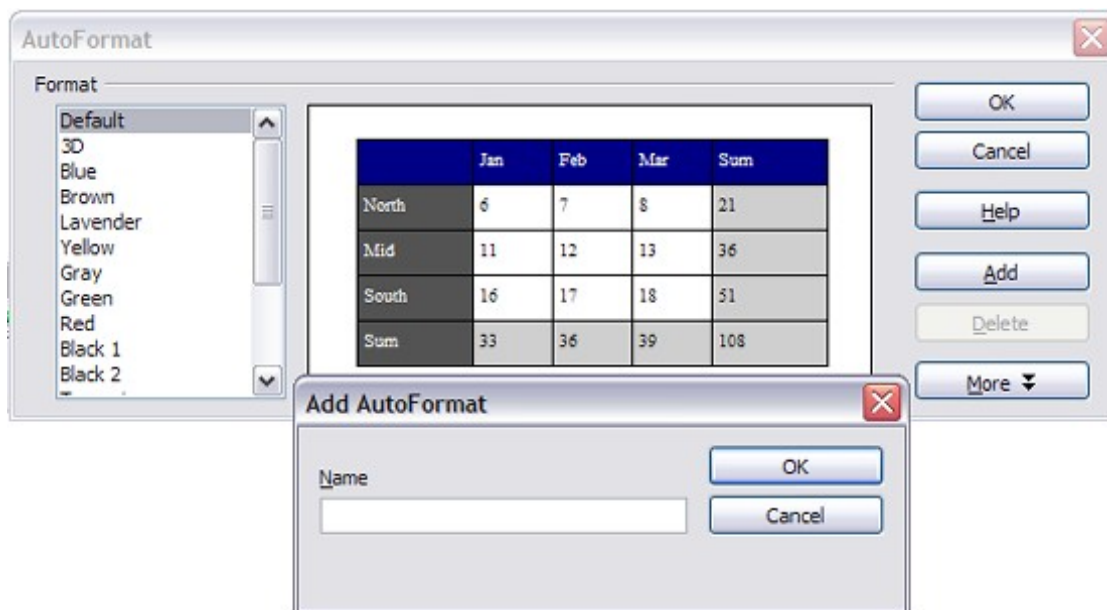 AutoFormat
Format
Default
3D
Blue
Brown
Lavender
Yellow
Gray
Green
Red
Black 1
Black 2
Jan Feb Mar Sum
North 6 7 8 21
Mid 11 12 13 36
South 16 17 18 51
Sum 33 36 39 108
OK
Cancel
Help
Add
Delete
More
Add AutoFormat
Name
OK
Cancel